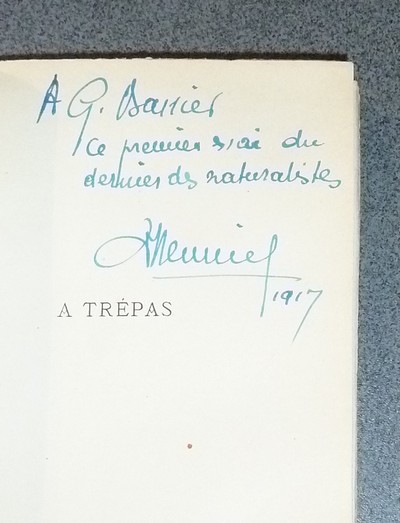 A G. Barrier
ce premier essai du
dernier des naturalistes
1917
A TRÉPAS